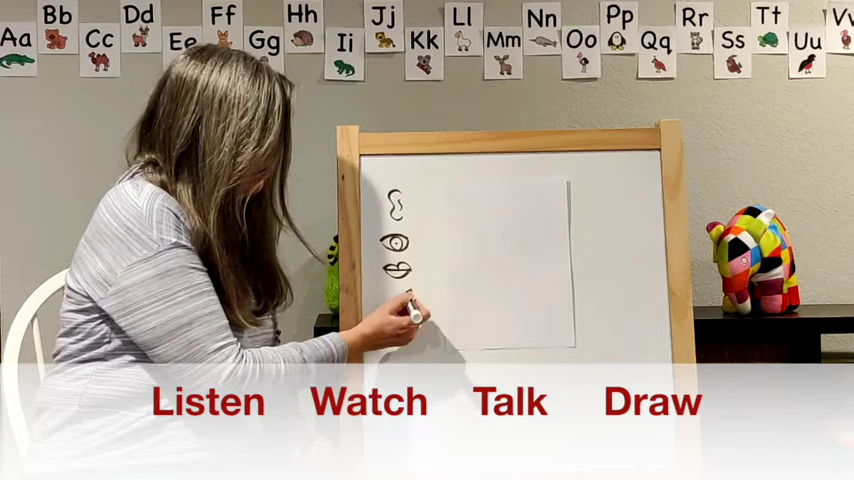 Aa Bb Cc Dd Ee Ff Gg Hh Ii Jj Kk Ll Mm Nn Oo Pp Qq Rr Ss Tt Uu
Listen Watch Talk Draw